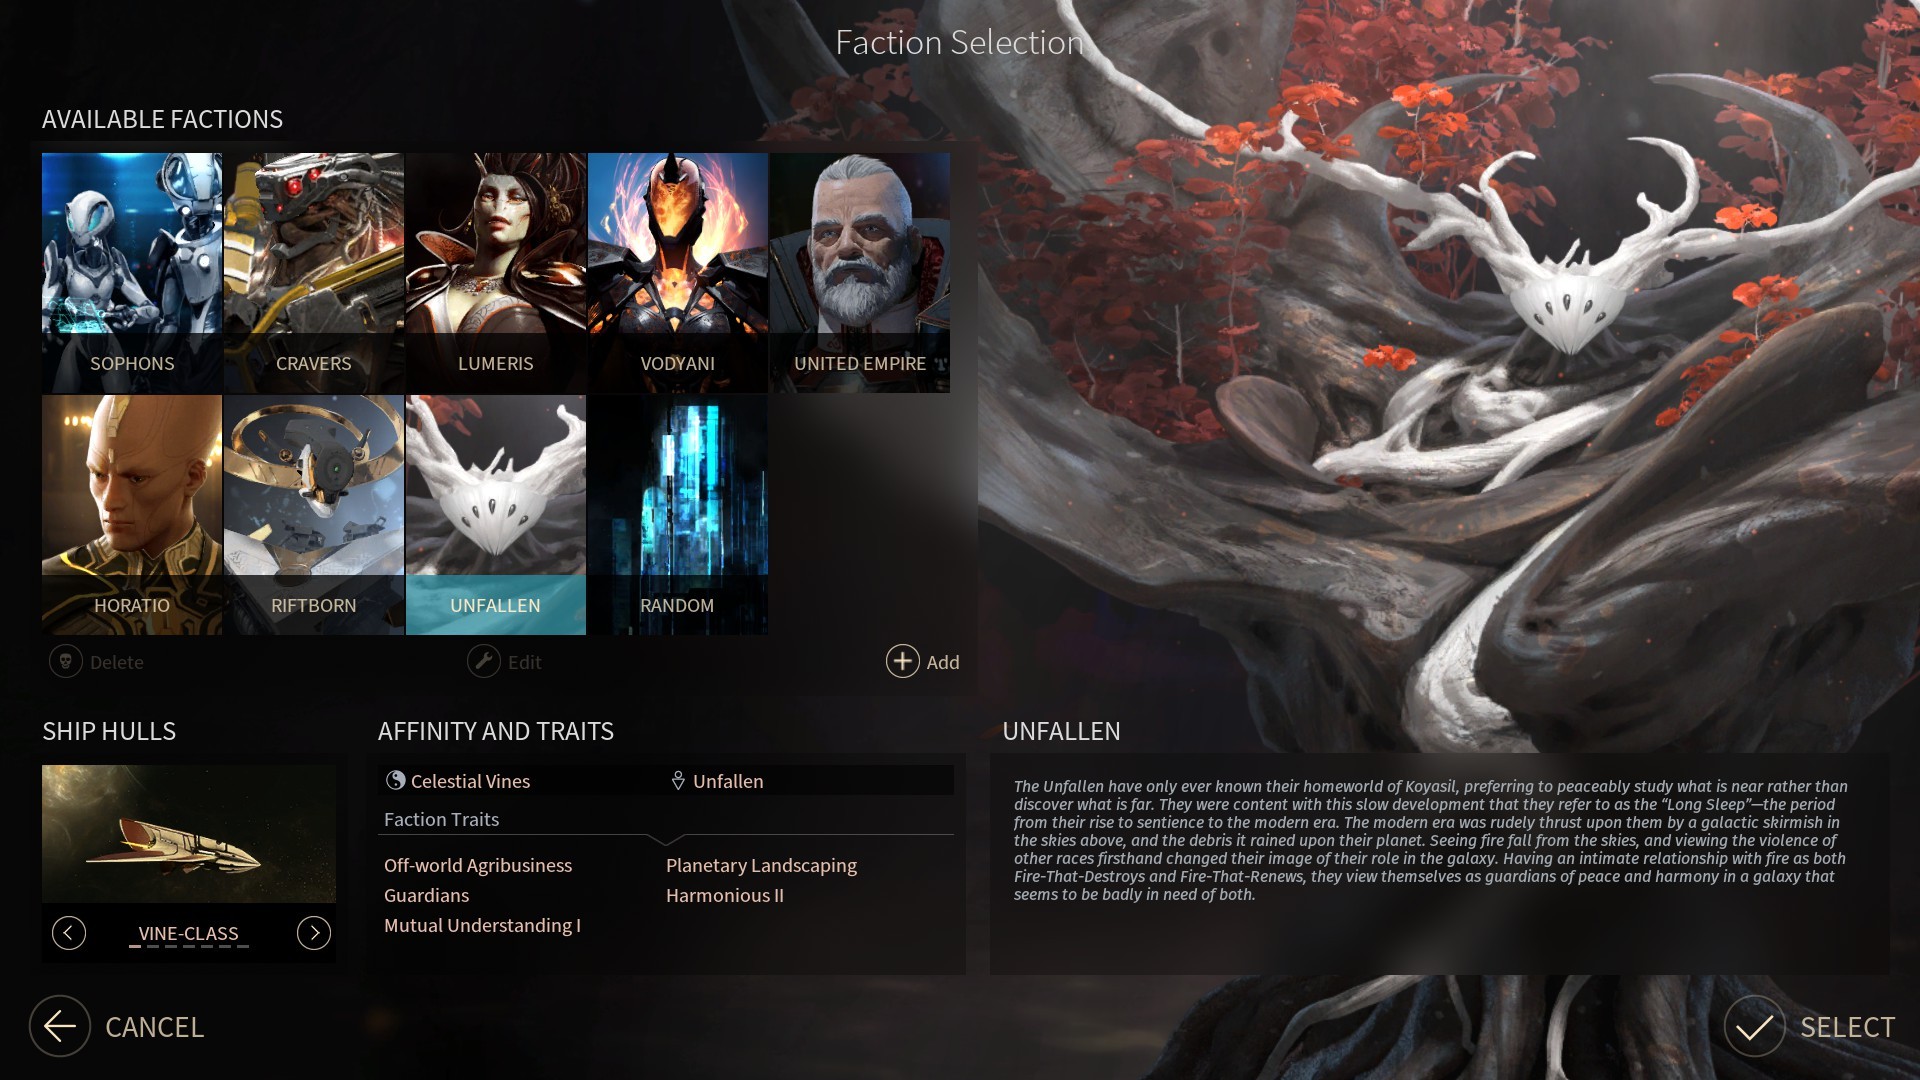 Faction Selection
AVAILABLE FACTIONS
SOPHONS
CRAVERS
LUMERIS
VODYANI
UNITED EMPIRE
HORATIO
RIFTBORN
UNFALLEN
RANDOM
Delete
Edit
Add
SHIP HULLS
VINE-CLASS
AFFINITY AND TRAITS
Celestial Vines
Unfallen
Faction Traits
Off-world Agribusiness
Planetary Landscaping
Guardians
Harmonious II
Mutual Understanding I
UNFALLEN
The Unfallen have only ever known their homeworld of Koyasil, preferring to peaceably study what is near rather than
discover what is far. They were content with this slow development that they refer to as the “Long Sleep”—the period
from their rise to sentience to the modern era. The modern era was rudely thrust upon them by a galactic skirmish in
the skies above, and the debris it rained upon their planet. Seeing fire fall from the skies, and viewing the violence of
other races firsthand changed their image of their role in the galaxy. Having an intimate relationship with fire as both
Fire-That-Destroys and Fire-That-Renews, they view themselves as guardians of peace and harmony in a galaxy that
seems to be badly in need of both.
CANCEL
SELECT